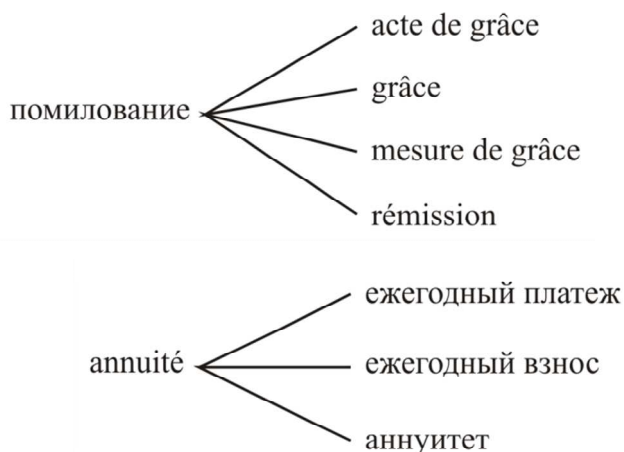 acte de grâce
grâce
помилование
mesure de grâce
rémission
ежегодный платеж
annuité
ежегодный взнос
аннуитет